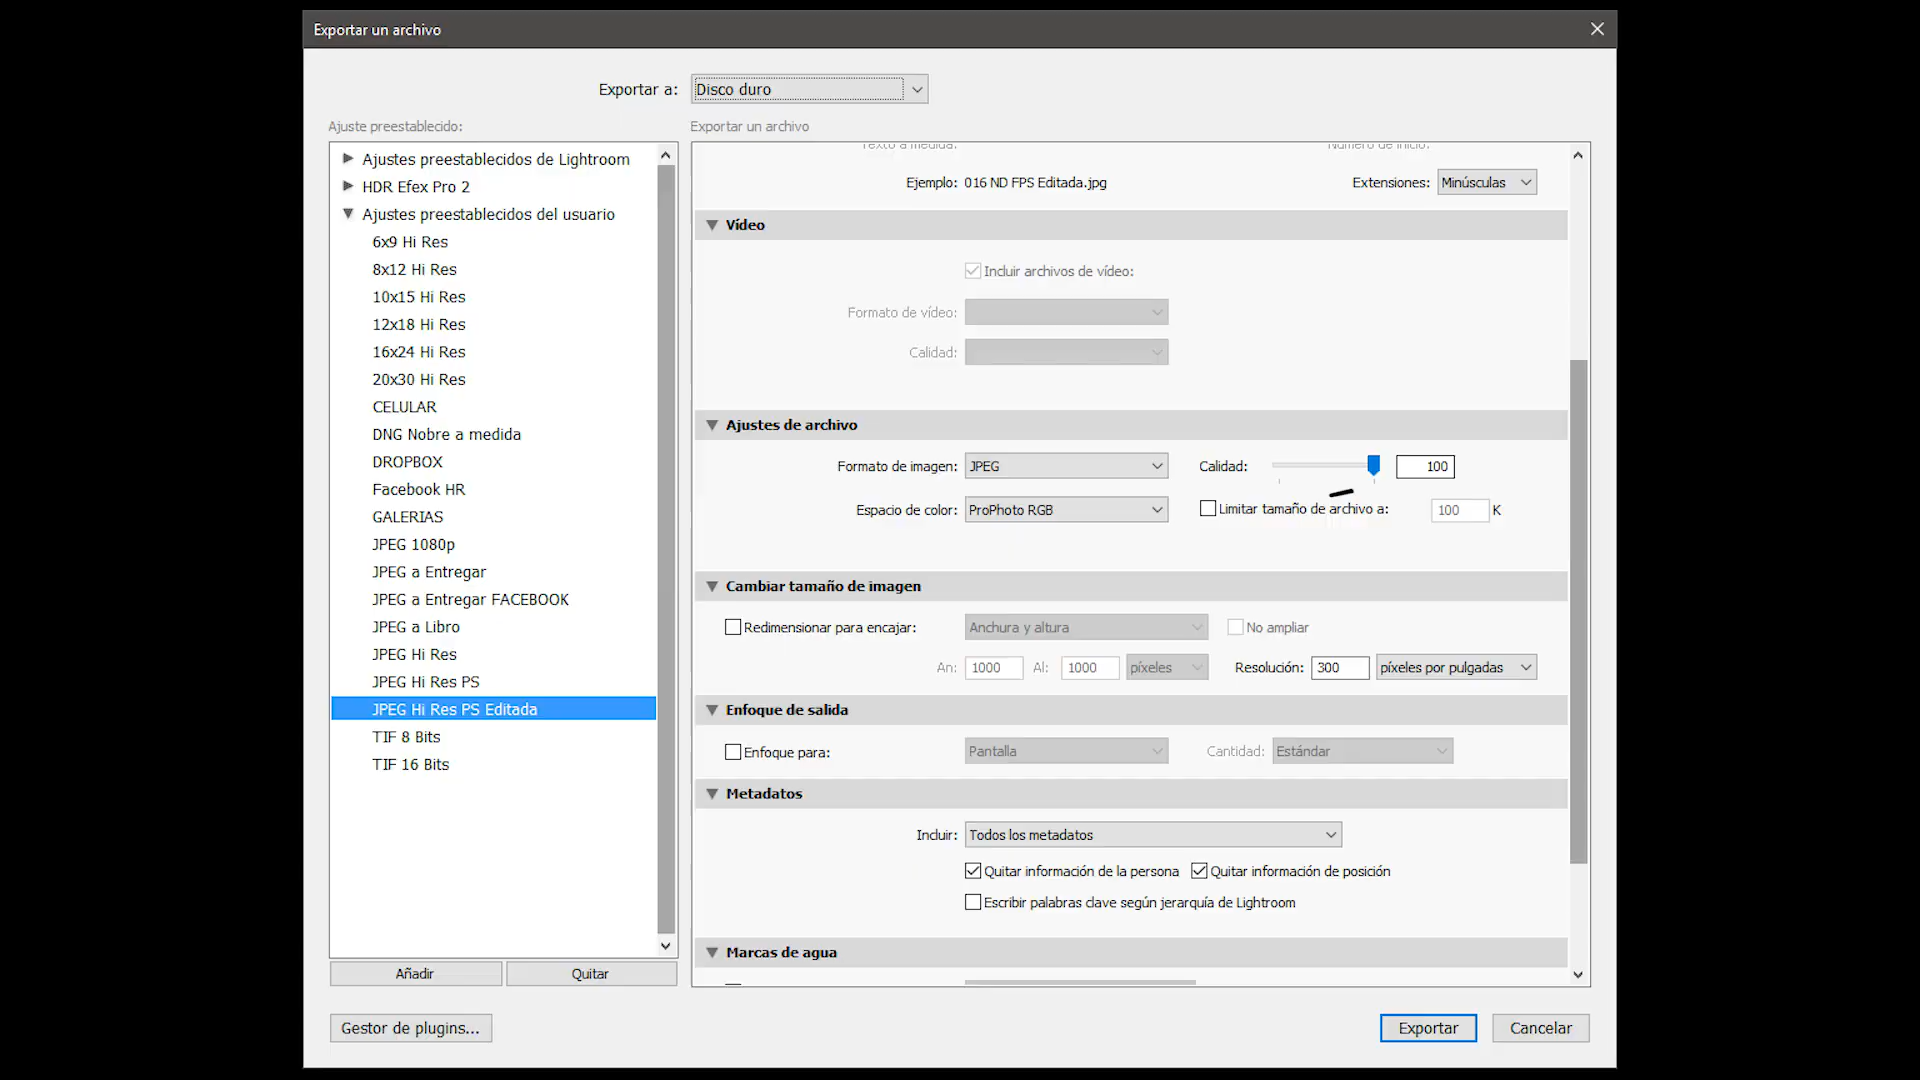 Exportar un archivo
Exportar a: Disco duro
Ajuste preestablecido:
Ajustes preestablecidos de Lightroom
HDR Efex Pro 2
Ajustes preestablecidos del usuario
6x9 Hi Res
8x12 Hi Res
10x15 Hi Res
12x18 Hi Res
16x24 Hi Res
20x30 Hi Res
CELULAR
DNG Nobre a medida
DROPBOX
Facebook HR
GALERIAS
JPEG 1080p
JPEG a Entregar
JPEG a Entregar FACEBOOK
JPEG a Libro
JPEG Hi Res
JPEG Hi Res PS
JPEG Hi Res PS Editada
TIF 8 Bits
TIF 16 Bits
Añadir Quitar
Gestor de plugins...
Exportar un archivo
Texto a medida: Número de inicio:
Ejemplo: 016 ND FPS Editada.jpg Extensiones: Minúsculas
Vídeo
Incluir archivos de vídeo:
Formato de vídeo:
Calidad:
Ajustes de archivo
Formato de imagen: JPEG Calidad: 100
Espacio de color: ProPhoto RGB Limitar tamaño de archivo a: 100 K
Cambiar tamaño de imagen
Redimensionar para encajar: Anchura y altura No ampliar
An: 1000 Al: 1000 píxeles Resolución: 300 píxeles por pulgadas
Enfoque de salida
Enfoque para: Pantalla Cantidad: Estándar
Metadatos
Incluir: Todos los metadatos
Quitar información de la persona Quitar información de posición
Escribir palabras clave según jerarquía de Lightroom
Marcas de agua
Exportar Cancelar